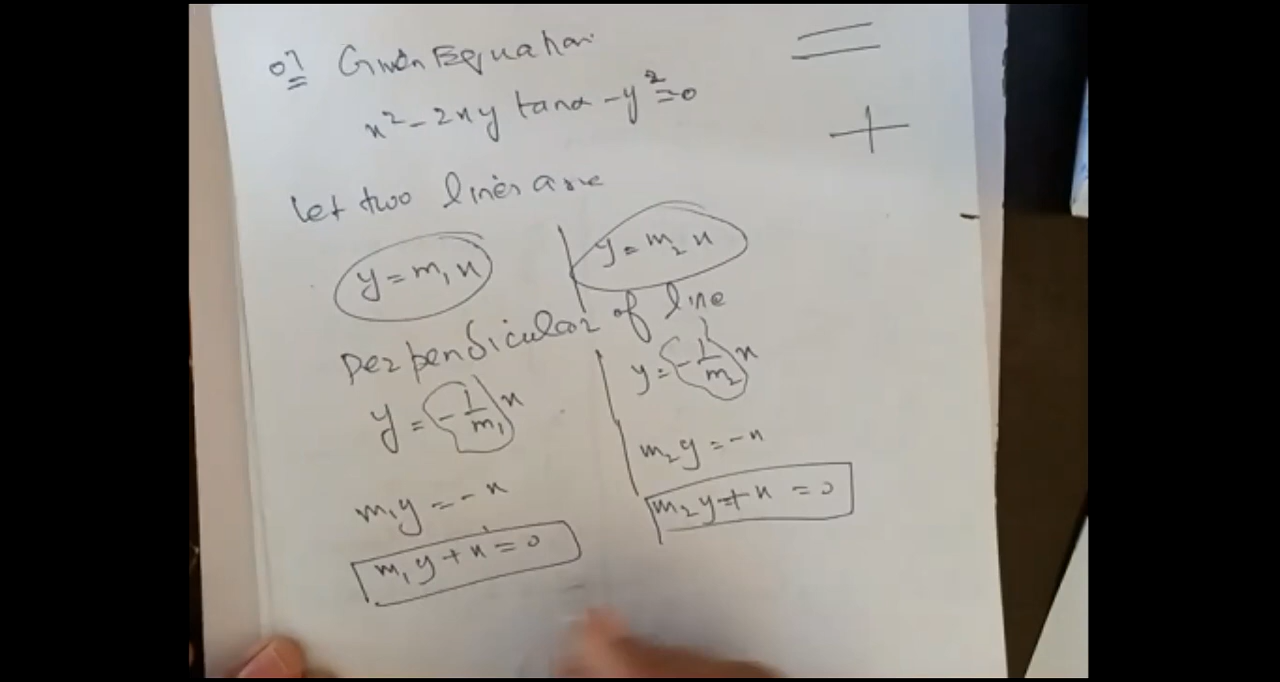 07 Given Equation
x² - 2xy tanα - y² = 0
Let two lines are
y = m₁x
y = m₂x
perpendicular of line
y = (-1/m₁)x
y = (-1/m₂)x
m₁y = -x
m₂y = -x
m₁y + x = 0
m₂y + x = 0